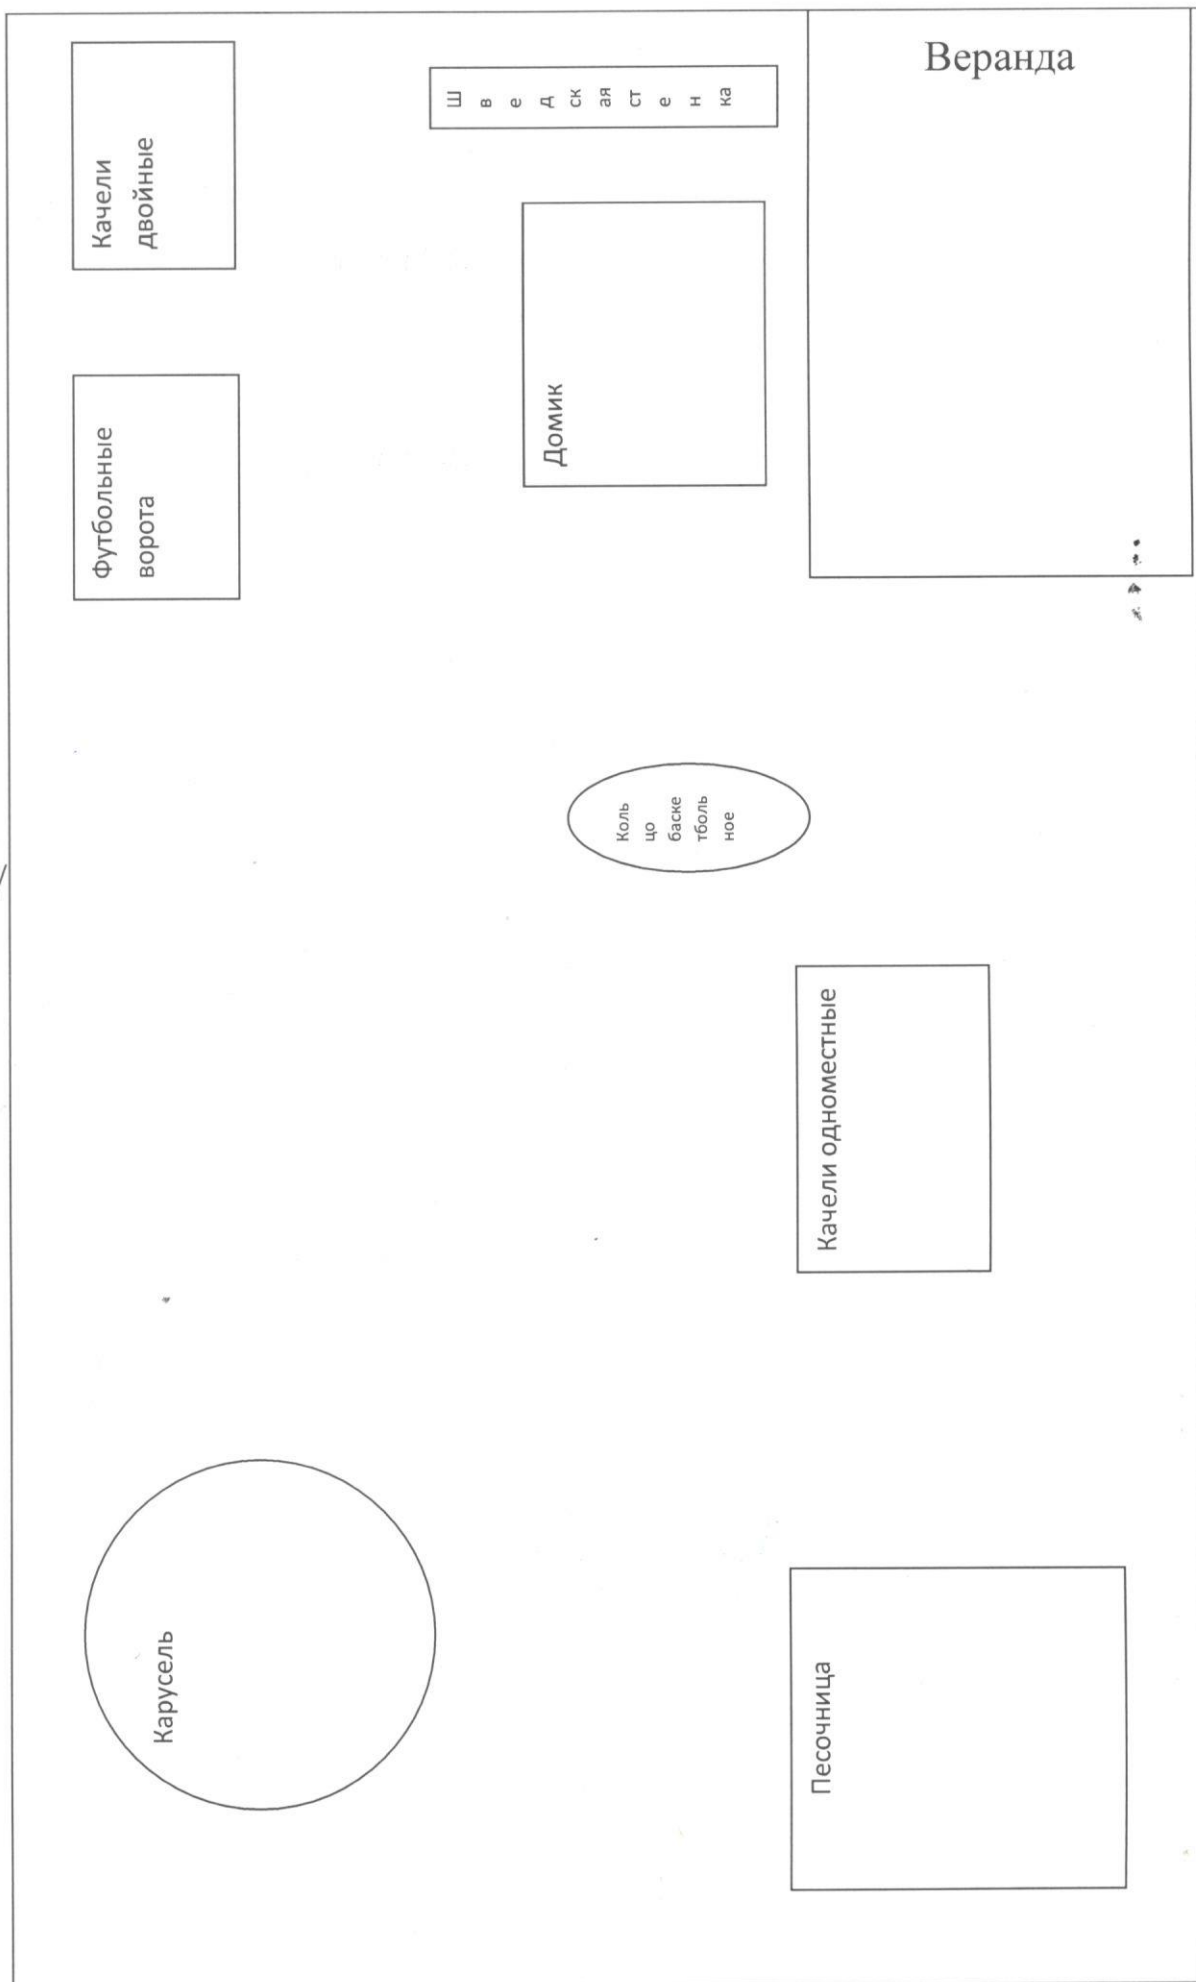 Веранда
Качели
двойные
Ш
в
е
д
ск
ая
ст
е
н
ка
Футбольные
ворота
Домик
Коль
цо
баске
тболь
ное
Качели одноместные
Карусель
Песочница